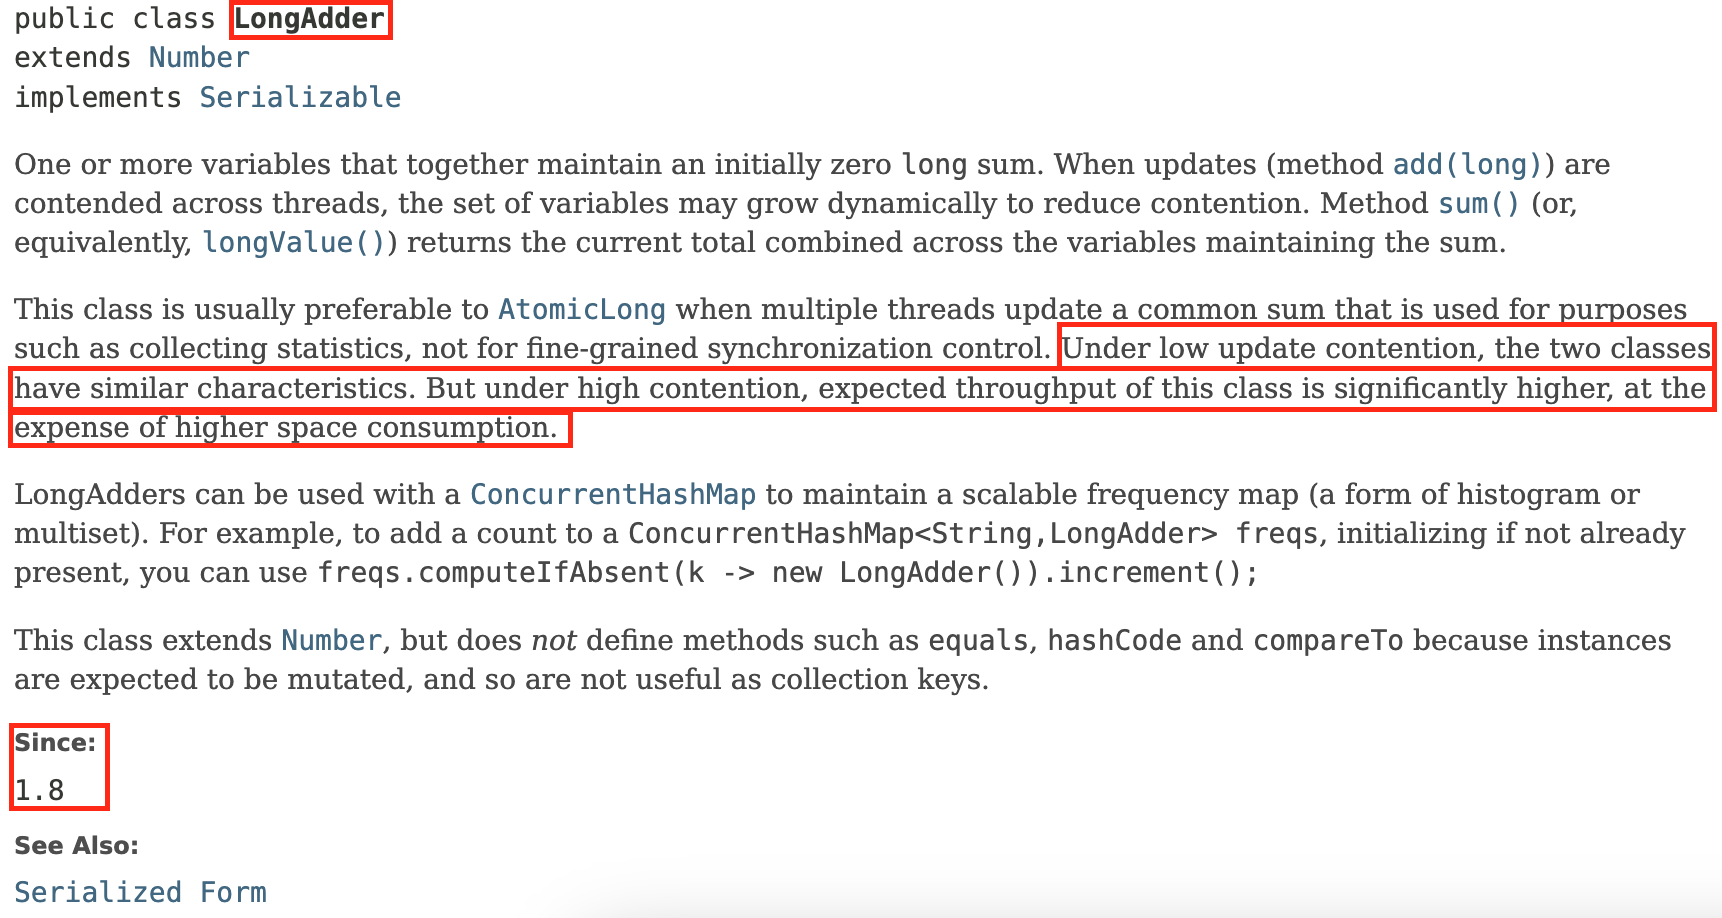 public class LongAdder
extends Number
implements Serializable
One or more variables that together maintain an initially zero long sum. When updates (method add(long)) are
contended across threads, the set of variables may grow dynamically to reduce contention. Method sum() (or,
equivalently, longValue()) returns the current total combined across the variables maintaining the sum.
This class is usually preferable to AtomicLong when multiple threads update a common sum that is used for purposes
such as collecting statistics, not for fine-grained synchronization control. Under low update contention, the two classes
have similar characteristics. But under high contention, expected throughput of this class is significantly higher, at the
expense of higher space consumption.
LongAdders can be used with a ConcurrentHashMap to maintain a scalable frequency map (a form of histogram or
multiset). For example, to add a count to a ConcurrentHashMap<String,LongAdder> freqs, initializing if not already
present, you can use freqs.computeIfAbsent(k -> new LongAdder()).increment();
This class extends Number, but does not define methods such as equals, hashCode and compareTo because instances
are expected to be mutated, and so are not useful as collection keys.
Since:
1.8
See Also:
Serialized Form